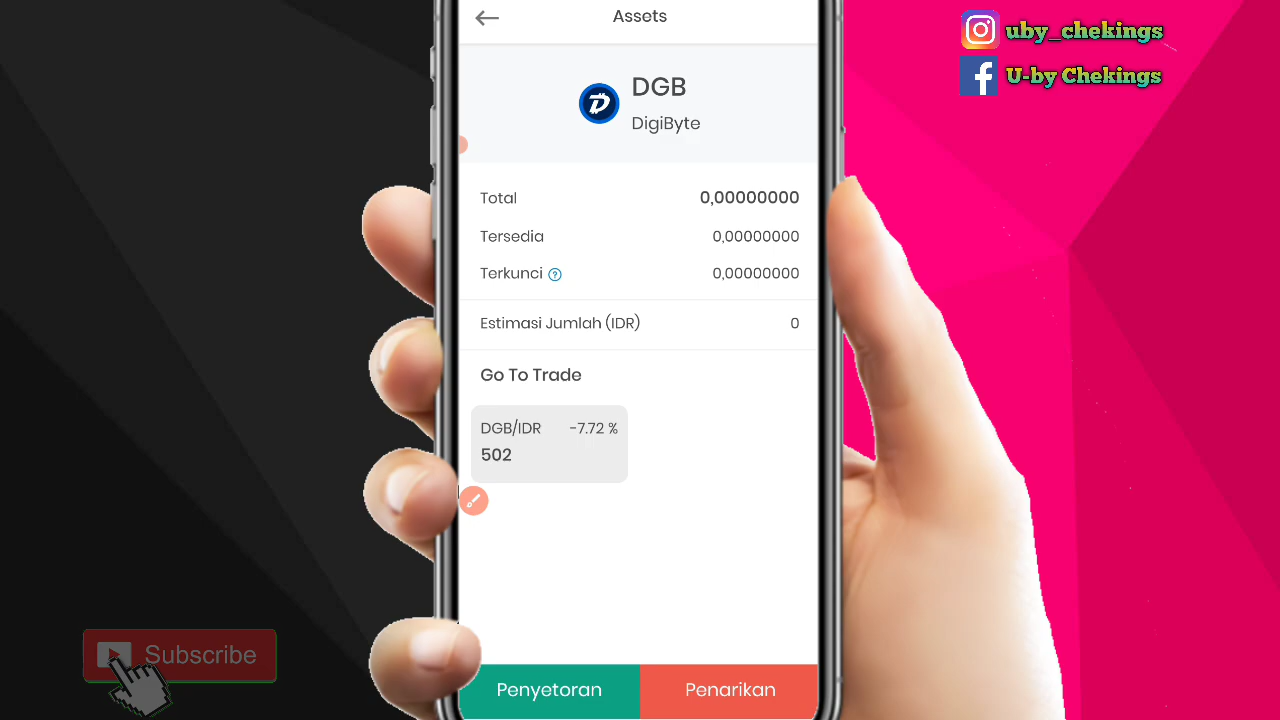 Assets
uby_chekings
U-by Chekings
DGB
DigiByte
Total 0,00000000
Tersedia 0,00000000
Terkunci ? 0,00000000
Estimasi Jumlah (IDR) 0
Go To Trade
DGB/IDR -7.72 %
502
Subscribe
Penyetoran Penarikan